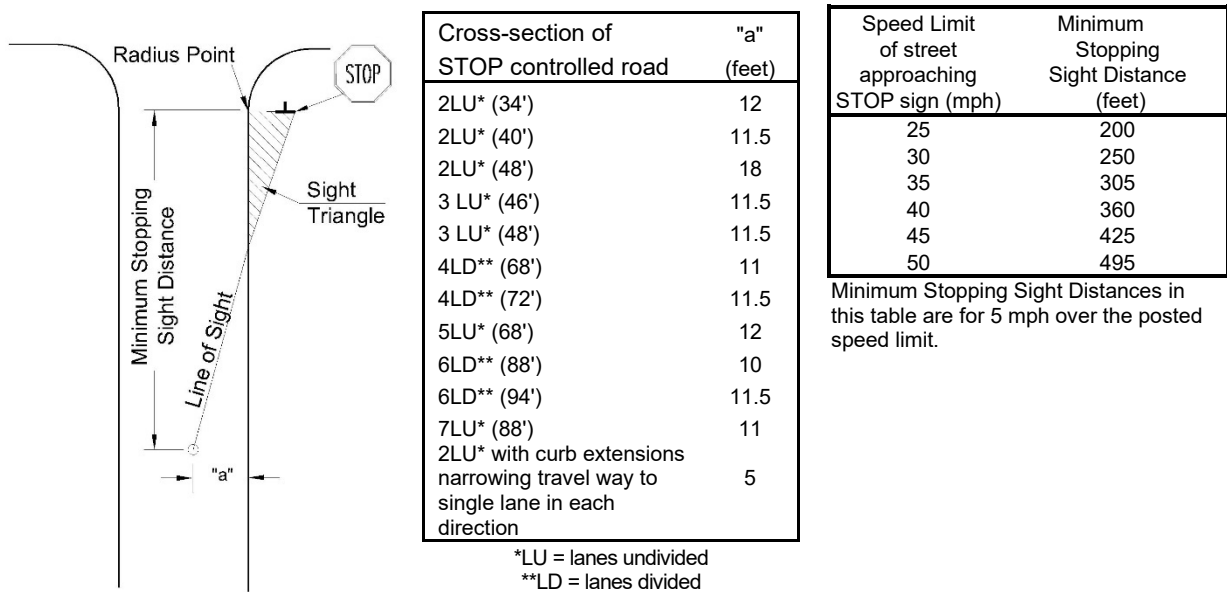 Radius Point
STOP
Sight
Triangle
Minimum Stopping
Sight Distance
Line of Sight
"a"
Cross-section of "a"
STOP controlled road (feet)
2LU* (34') 12
2LU* (40') 11.5
2LU* (48') 18
3 LU* (46') 11.5
3 LU* (48') 11.5
4LD** (68') 11
4LD** (72') 11.5
5LU* (68') 12
6LD** (88') 10
6LD** (94') 11.5
7LU* (88') 11
2LU* with curb extensions
narrowing travel way to 5
single lane in each
direction
*LU = lanes undivided
**LD = lanes divided
Speed Limit Minimum
of street Stopping
approaching Sight Distance
STOP sign (mph) (feet)
25 200
30 250
35 305
40 360
45 425
50 495
Minimum Stopping Sight Distances in
this table are for 5 mph over the posted
speed limit.